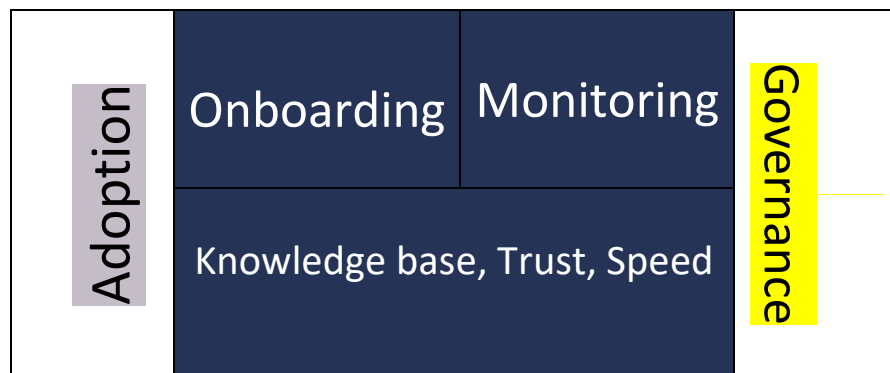 Adoption
Onboarding
Monitoring
Knowledge base, Trust, Speed
Governance